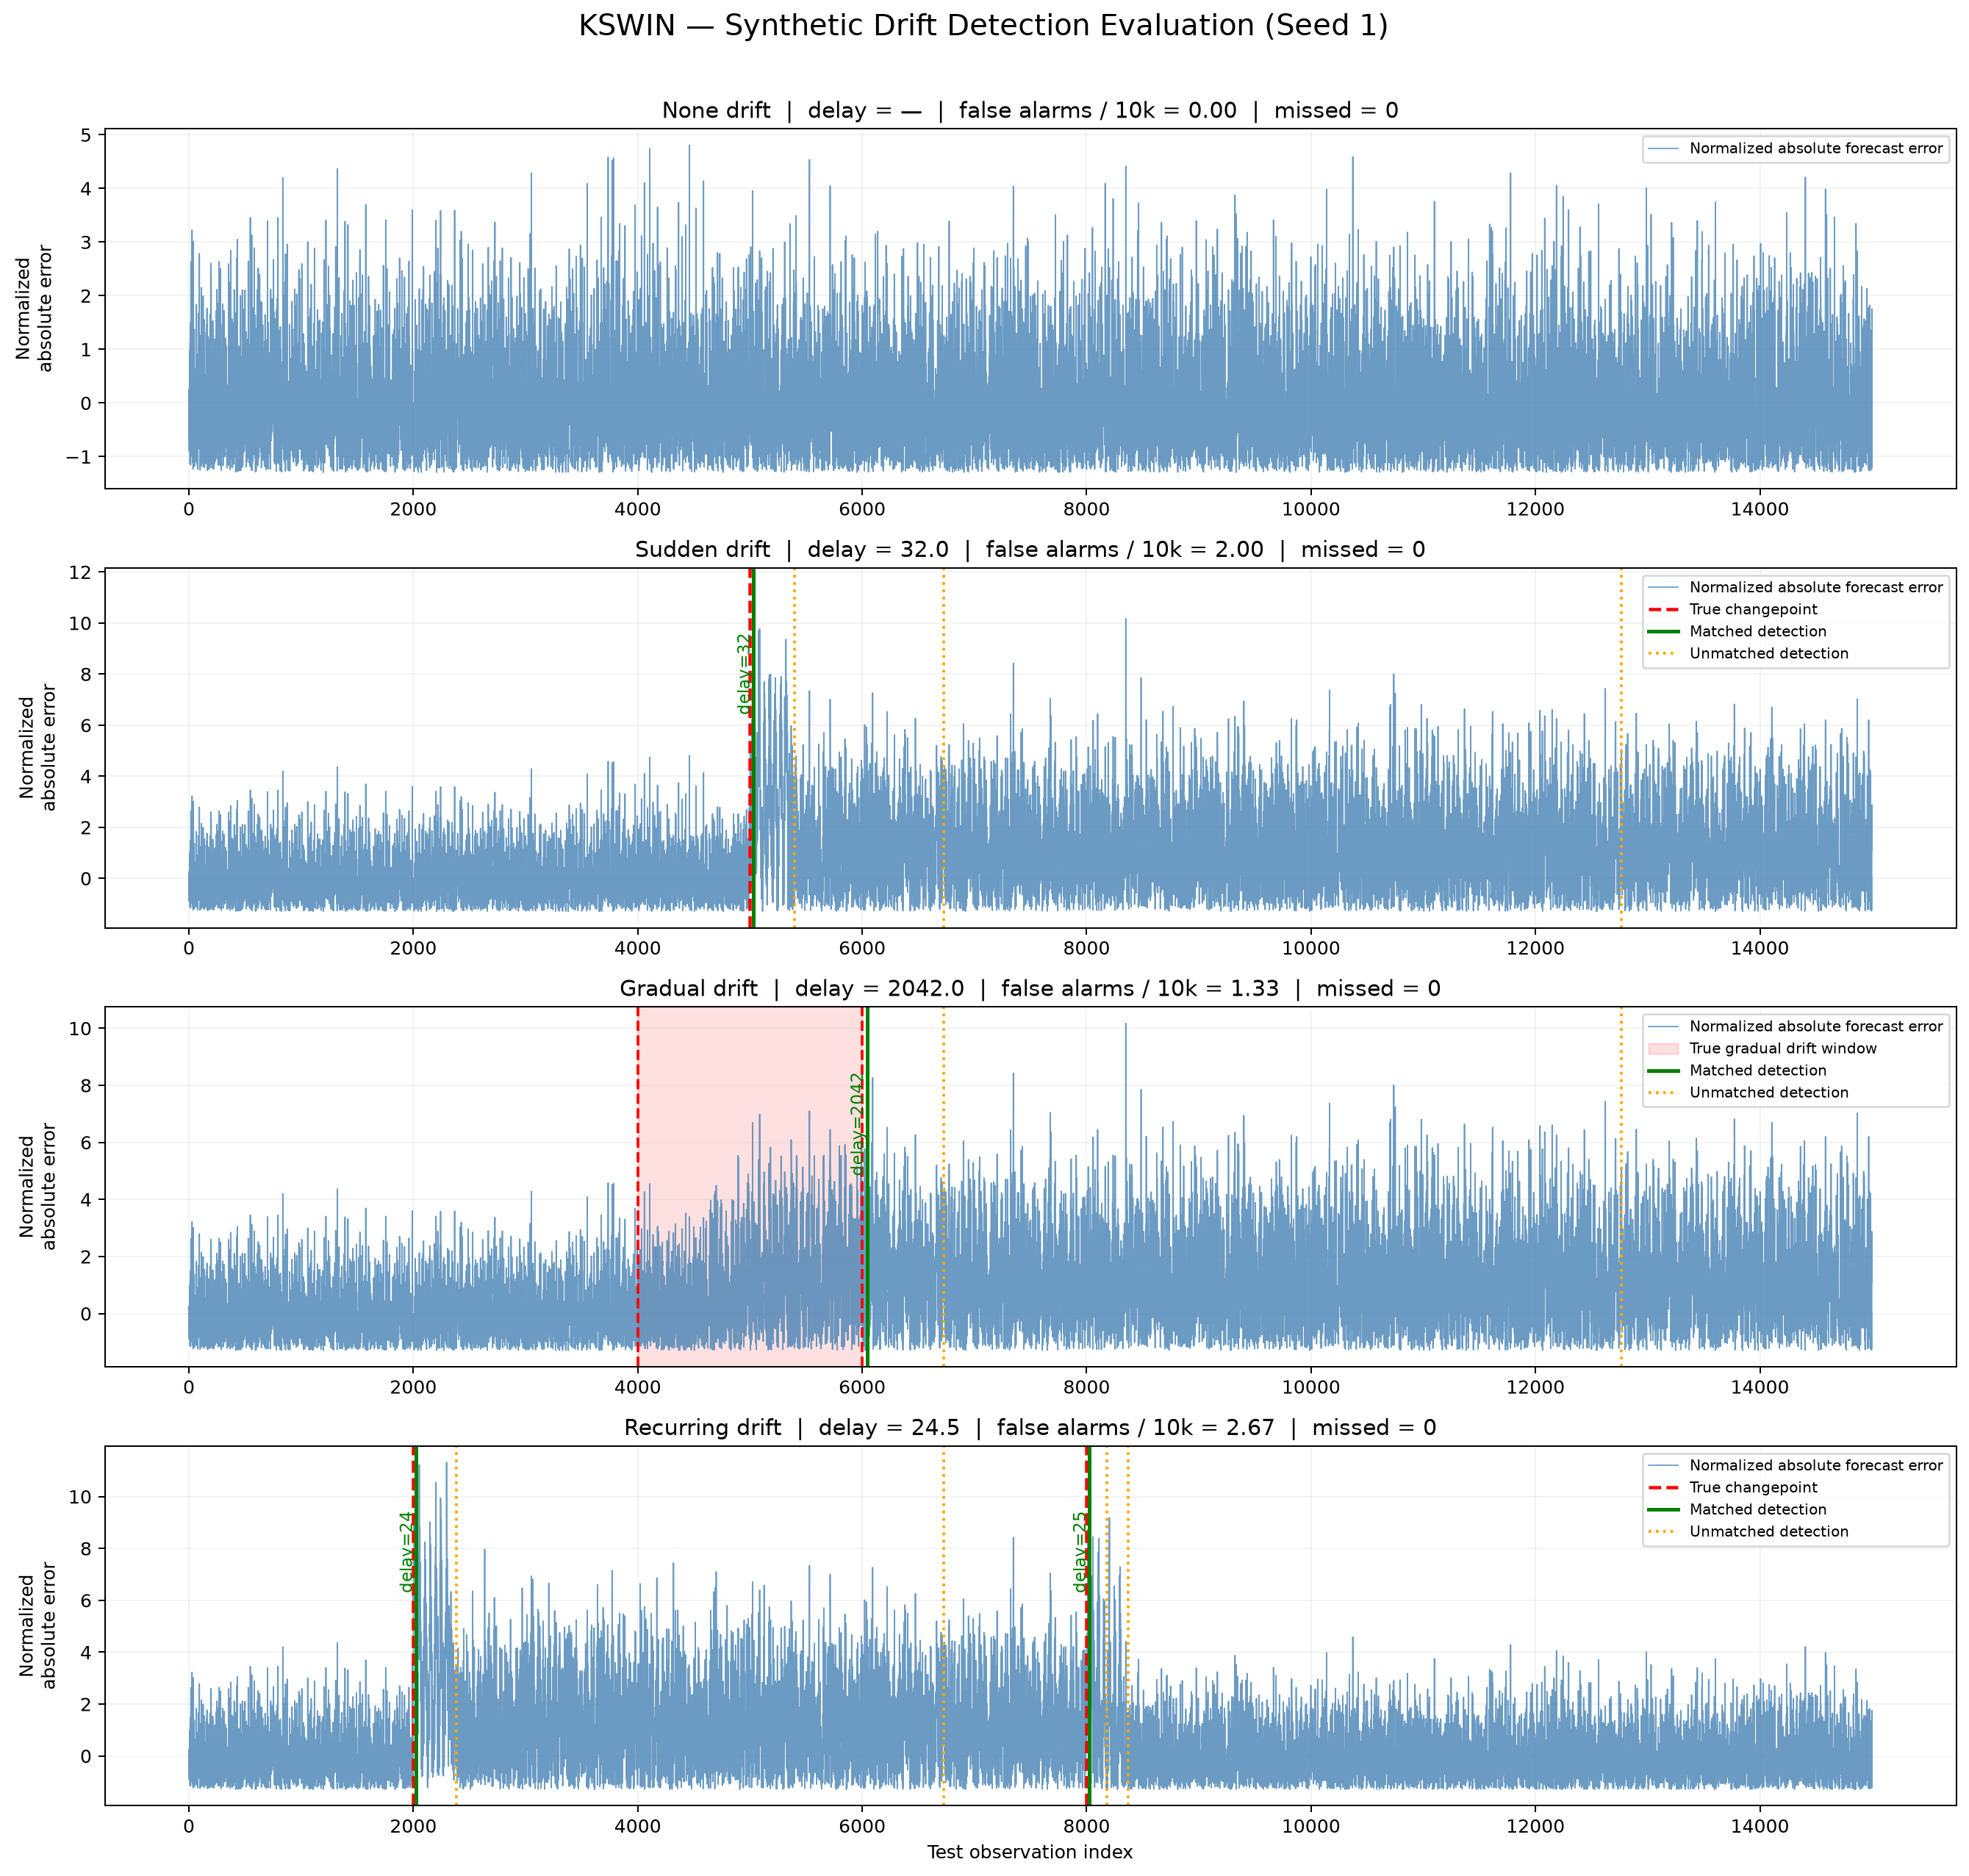 KSWIN — Synthetic Drift Detection Evaluation (Seed 1)
None drift | delay = — | false alarms / 10k = 0.00 | missed = 0
Normalized
absolute error
5
4
3
2
1
0
−1
Normalized absolute forecast error
0 2000 4000 6000 8000 10000 12000 14000
Sudden drift | delay = 32.0 | false alarms / 10k = 2.00 | missed = 0
Normalized
absolute error
12
10
8
6
4
2
0
delay=32
Normalized absolute forecast error
True changepoint
Matched detection
Unmatched detection
0 2000 4000 6000 8000 10000 12000 14000
Gradual drift | delay = 2042.0 | false alarms / 10k = 1.33 | missed = 0
Normalized
absolute error
10
8
6
4
2
0
delay=2042
Normalized absolute forecast error
True gradual drift window
Matched detection
Unmatched detection
0 2000 4000 6000 8000 10000 12000 14000
Recurring drift | delay = 24.5 | false alarms / 10k = 2.67 | missed = 0
Normalized
absolute error
10
8
6
4
2
0
delay=24
delay=25
Normalized absolute forecast error
True changepoint
Matched detection
Unmatched detection
0 2000 4000 6000 8000 10000 12000 14000
Test observation index